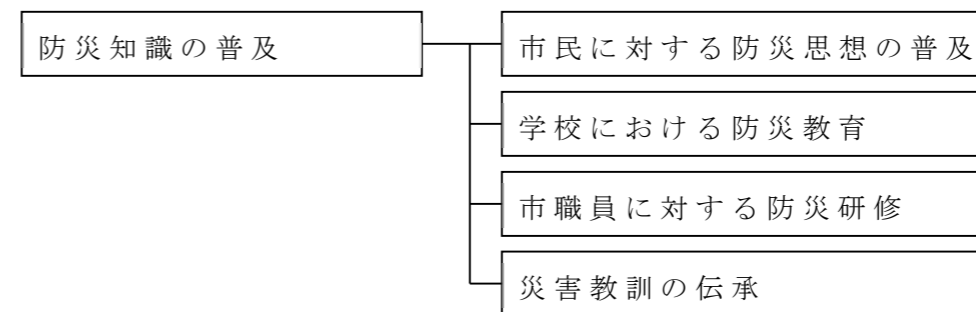 防災知識の普及
市民に対する防災思想の普及
学校における防災教育
市職員に対する防災研修
災害教訓の伝承